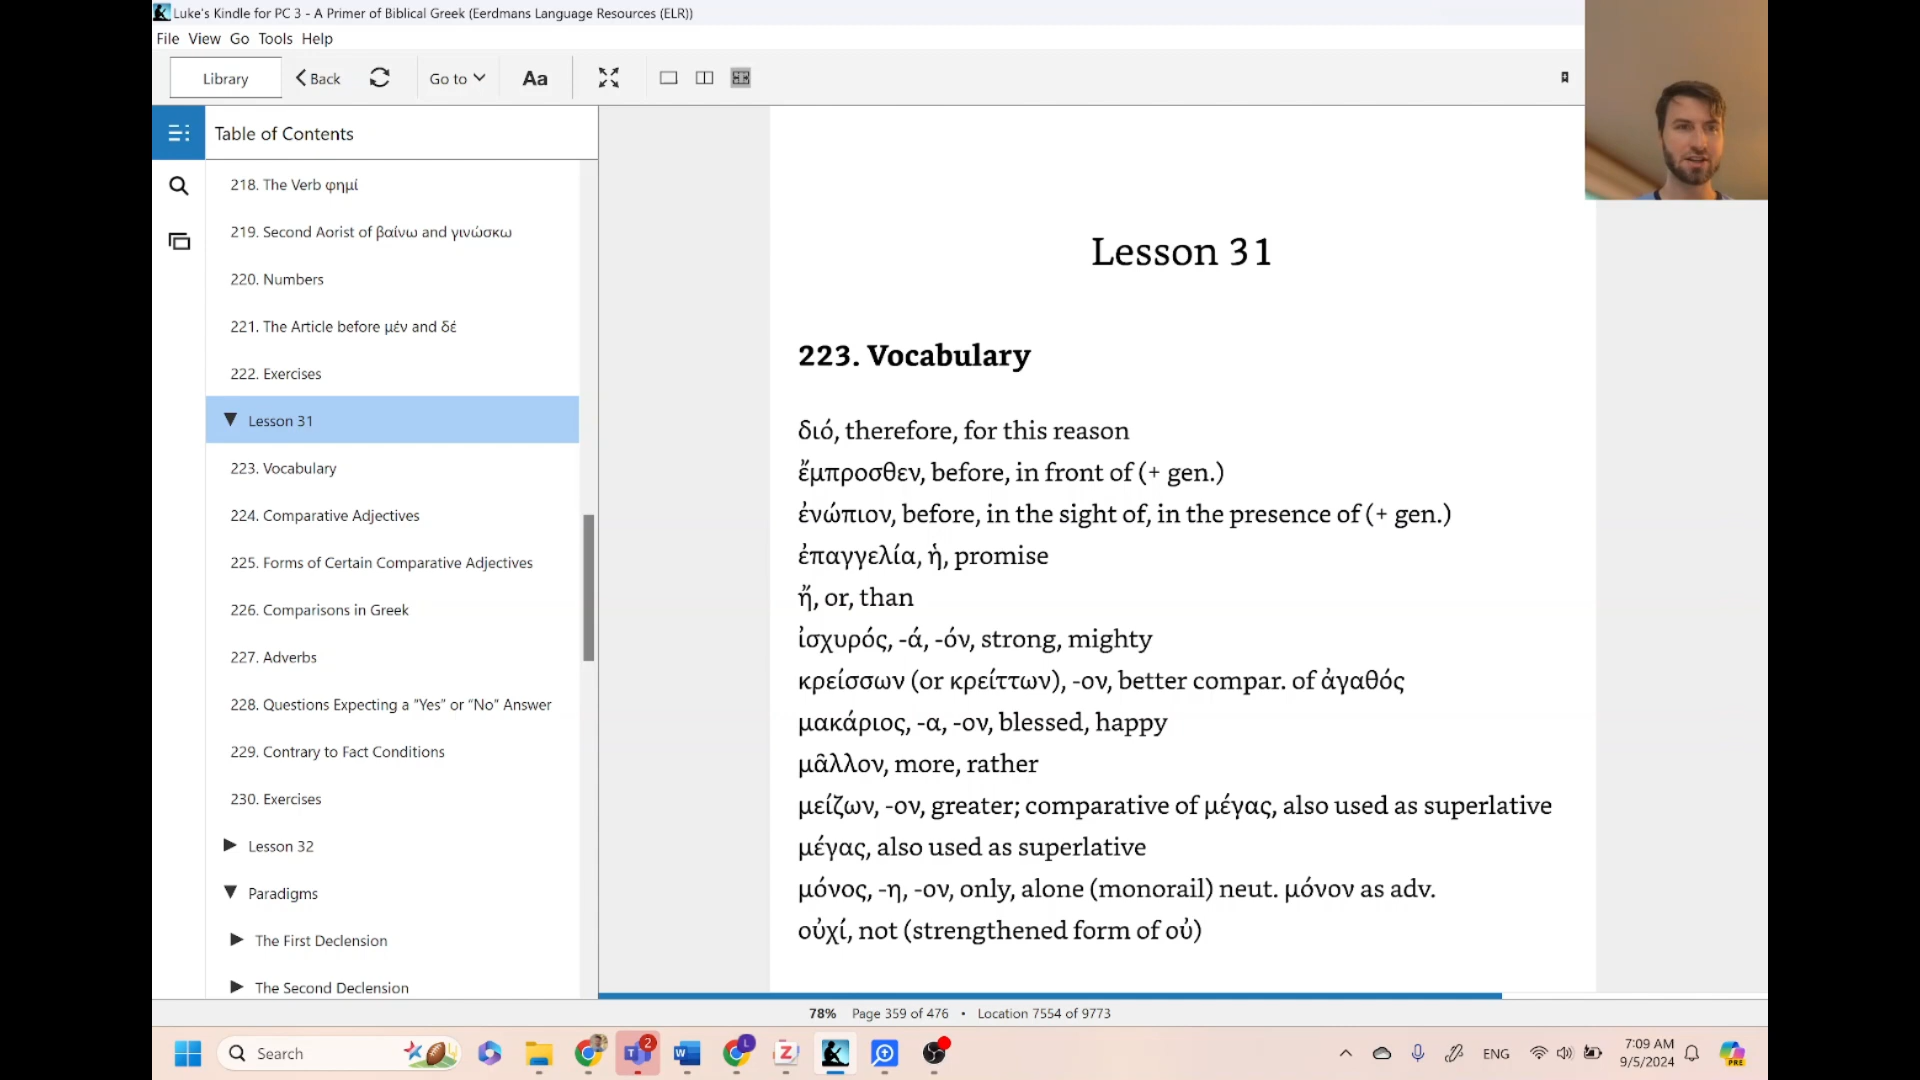 Luke's Kindle for PC 3 - A Primer of Biblical Greek (Eerdmans Language Resources (ELR))
File View Go Tools Help
Library Back Go to Aa
Table of Contents
218. The Verb φημί
219. Second Aorist of βαίνω and γινώσκω
220. Numbers
221. The Article before μέν and δέ
222. Exercises
Lesson 31
223. Vocabulary
224. Comparative Adjectives
225. Forms of Certain Comparative Adjectives
226. Comparisons in Greek
227. Adverbs
228. Questions Expecting a "Yes" or "No" Answer
229. Contrary to Fact Conditions
230. Exercises
Lesson 32
Paradigms
The First Declension
The Second Declension
Lesson 31
223. Vocabulary
διό, therefore, for this reason
ἔμπροσθεν, before, in front of (+ gen.)
ἐνώπιον, before, in the sight of, in the presence of (+ gen.)
ἐπαγγελία, ἡ, promise
ἤ, or, than
ἰσχυρός, -ά, -όν, strong, mighty
κρείσσων (or κρείττων), -ον, better compar. of ἀγαθός
μακάριος, -α, -ον, blessed, happy
μᾶλλον, more, rather
μείζων, -ον, greater; comparative of μέγας, also used as superlative
μέγας, also used as superlative
μόνος, -η, -ον, only, alone (monorail) neut. μόνον as adv.
οὐχί, not (strengthened form of οὐ)
78% Page 359 of 476 • Location 7554 of 9773
Search
2
W
L
Z
ENG
7:09 AM
9/5/2024
PRE